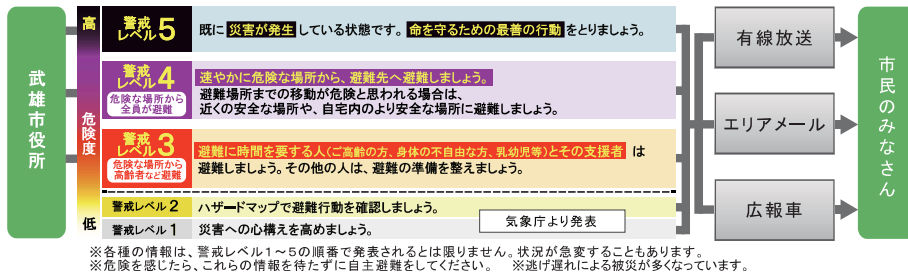 武雄市役所
高
危険度
低
警戒
レベル5
既に災害が発生している状態です。命を守るための最善の行動をとりましょう。
警戒
レベル4
危険な場所から
全員が避難
速やかに危険な場所から、避難先へ避難しましょう。
避難場所までの移動が危険と思われる場合は、
近くの安全な場所や、自宅内のより安全な場所に避難しましょう。
警戒
レベル3
危険な場所から
高齢者など避難
避難に時間を要する人(ご高齢の方、身体の不自由な方、乳幼児等)とその支援者 は
避難しましょう。その他の人は、避難の準備を整えましょう。
警戒レベル2
ハザードマップで避難行動を確認しましょう。
警戒レベル1
災害への心構えを高めましょう。
気象庁より発表
有線放送
エリアメール
広報車
市民のみなさん
※各種の情報は、警戒レベル1~5の順番で発表されるとは限りません。状況が急変することもあります。
※危険を感じたら、これらの情報を待たずに自主避難をしてください。 ※逃げ遅れによる被災が多くなっています。